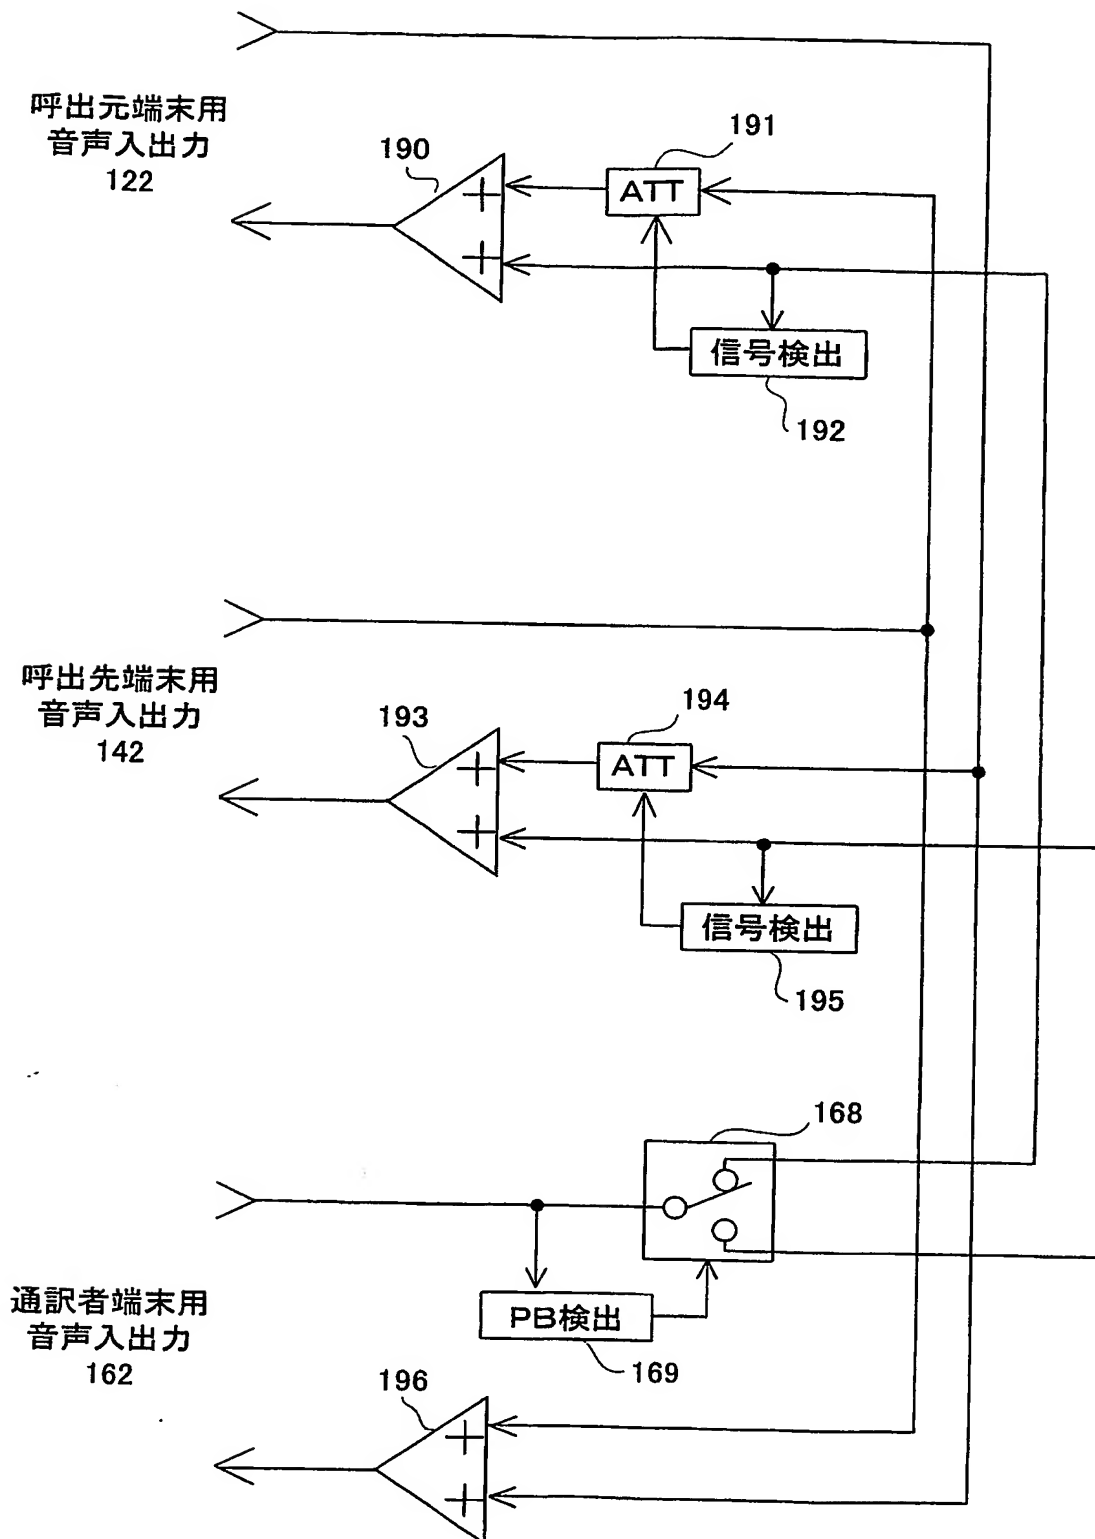 呼出元端末用
音声入出力
122
190
191
ATT
+
+
信号検出
192
呼出先端末用
音声入出力
142
193
194
ATT
+
+
信号検出
195
168
通訳者端末用
音声入出力
162
PB検出
169
196
+
+